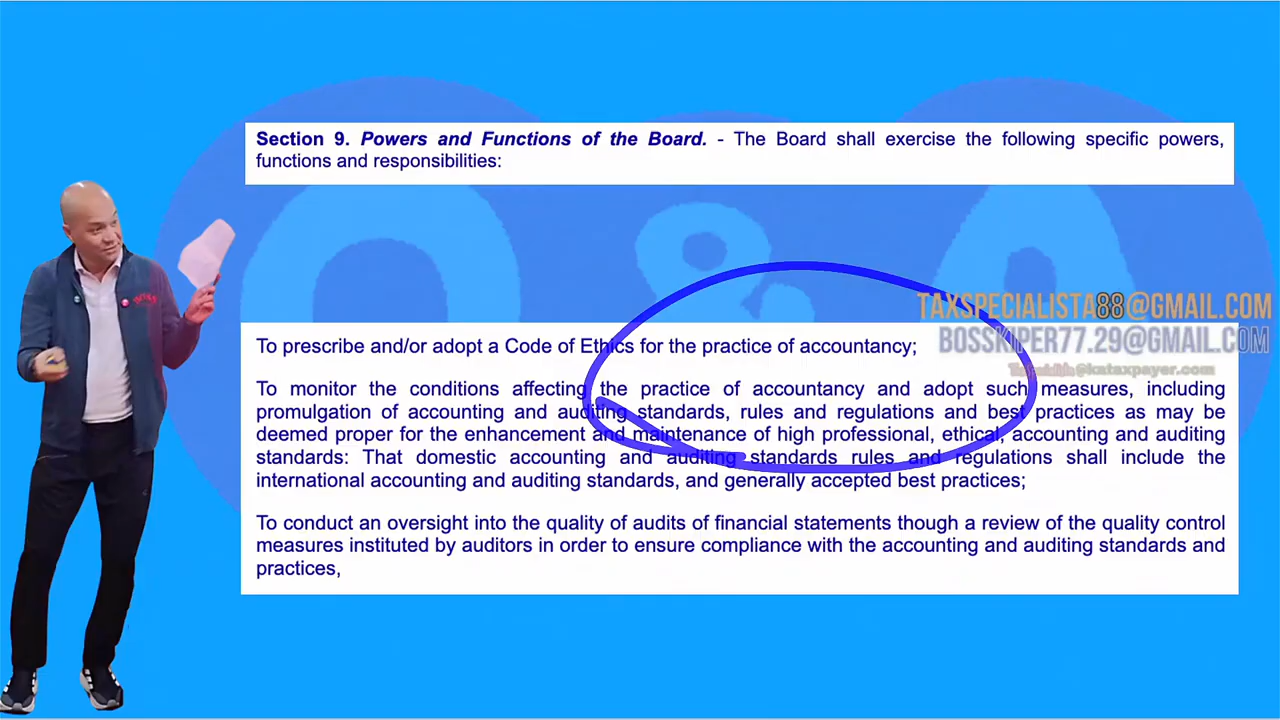 Section 9. Powers and Functions of the Board. - The Board shall exercise the following specific powers,
functions and responsibilities:
Q & A
TAXSPECIALISTA88@GMAIL.COM
BOSSKIPER77.29@GMAIL.COM
@kataxpayer.com
To prescribe and/or adopt a Code of Ethics for the practice of accountancy;
To monitor the conditions affecting the practice of accountancy and adopt such measures, including
promulgation of accounting and auditing standards, rules and regulations and best practices as may be
deemed proper for the enhancement and maintenance of high professional, ethical, accounting and auditing
standards: That domestic accounting and auditing standards rules and regulations shall include the
international accounting and auditing standards, and generally accepted best practices;
To conduct an oversight into the quality of audits of financial statements though a review of the quality control
measures instituted by auditors in order to ensure compliance with the accounting and auditing standards and
practices,